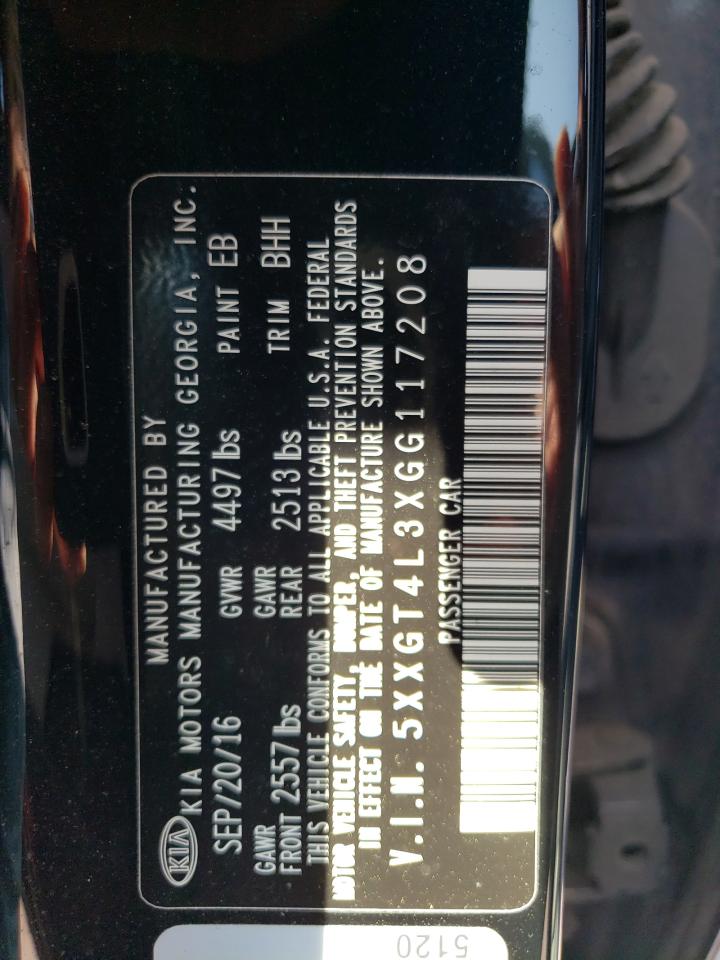 MANUFACTURED BY
KIA KIA MOTORS MANUFACTURING GEORGIA, INC.
SEP/20/16 GVWR 4497 lbs PAINT EB
GAWR FRONT 2557 lbs GAWR REAR 2513 lbs TRIM BHH
THIS VEHICLE CONFORMS TO ALL APPLICABLE U.S.A. FEDERAL
MOTOR VEHICLE SAFETY, BUMPER, AND THEFT PREVENTION STANDARDS
IN EFFECT ON THE DATE OF MANUFACTURE SHOWN ABOVE.
V.I.N. 5XXGT4L3XGG117208
PASSENGER CAR
5120